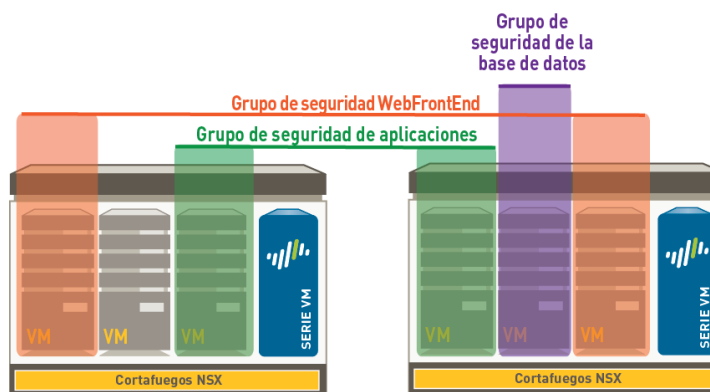 Grupo de
seguridad de la
base de datos
Grupo de seguridad WebFrontEnd
Grupo de seguridad de aplicaciones
VM
VM
VM
SERIE VM
VM
VM
VM
SERIE VM
Cortafuegos NSX
Cortafuegos NSX